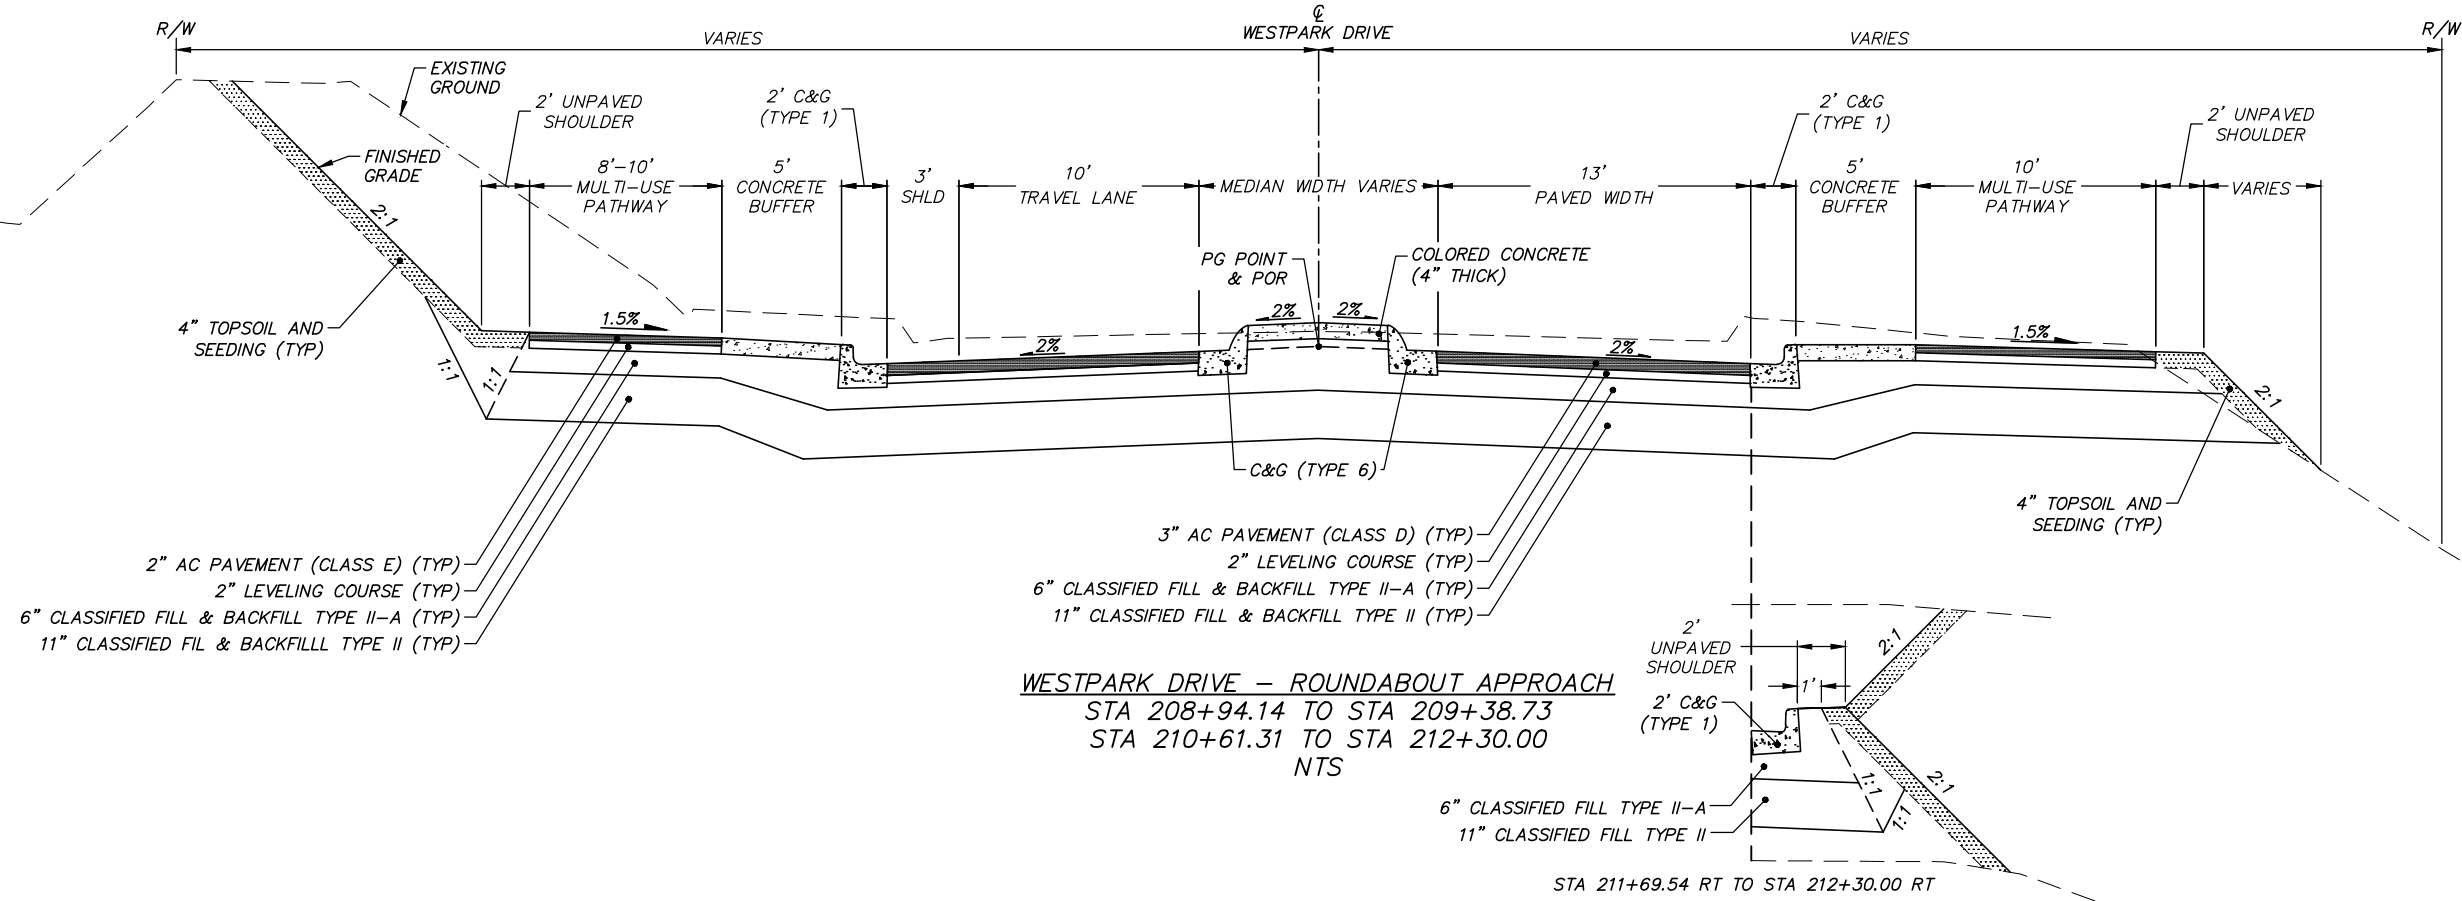 ℄
WESTPARK DRIVE
R/W
VARIES
VARIES
R/W
EXISTING
GROUND
2' UNPAVED
SHOULDER
2' C&G
(TYPE 1)
2' C&G
(TYPE 1)
2' UNPAVED
SHOULDER
FINISHED
GRADE
8'-10'
MULTI-USE
PATHWAY
5'
CONCRETE
BUFFER
3'
SHLD
10'
TRAVEL LANE
MEDIAN WIDTH VARIES
13'
PAVED WIDTH
5'
CONCRETE
BUFFER
10'
MULTI-USE
PATHWAY
VARIES
2:1
PG POINT
& POR
COLORED CONCRETE
(4" THICK)
4" TOPSOIL AND
SEEDING (TYP)
1.5%
2%
2%
2%
2%
1.5%
1:1
1:1
2:1
C&G (TYPE 6)
4" TOPSOIL AND
SEEDING (TYP)
2" AC PAVEMENT (CLASS E) (TYP)
2" LEVELING COURSE (TYP)
6" CLASSIFIED FILL & BACKFILL TYPE II-A (TYP)
11" CLASSIFIED FIL & BACKFILLL TYPE II (TYP)
3" AC PAVEMENT (CLASS D) (TYP)
2" LEVELING COURSE (TYP)
6" CLASSIFIED FILL & BACKFILL TYPE II-A (TYP)
11" CLASSIFIED FILL & BACKFILL TYPE II (TYP)
WESTPARK DRIVE - ROUNDABOUT APPROACH
STA 208+94.14 TO STA 209+38.73
STA 210+61.31 TO STA 212+30.00
NTS
2'
UNPAVED
SHOULDER
2:1
1'
2' C&G
(TYPE 1)
1:1
2:1
1:1
6" CLASSIFIED FILL TYPE II-A
11" CLASSIFIED FILL TYPE II
STA 211+69.54 RT TO STA 212+30.00 RT